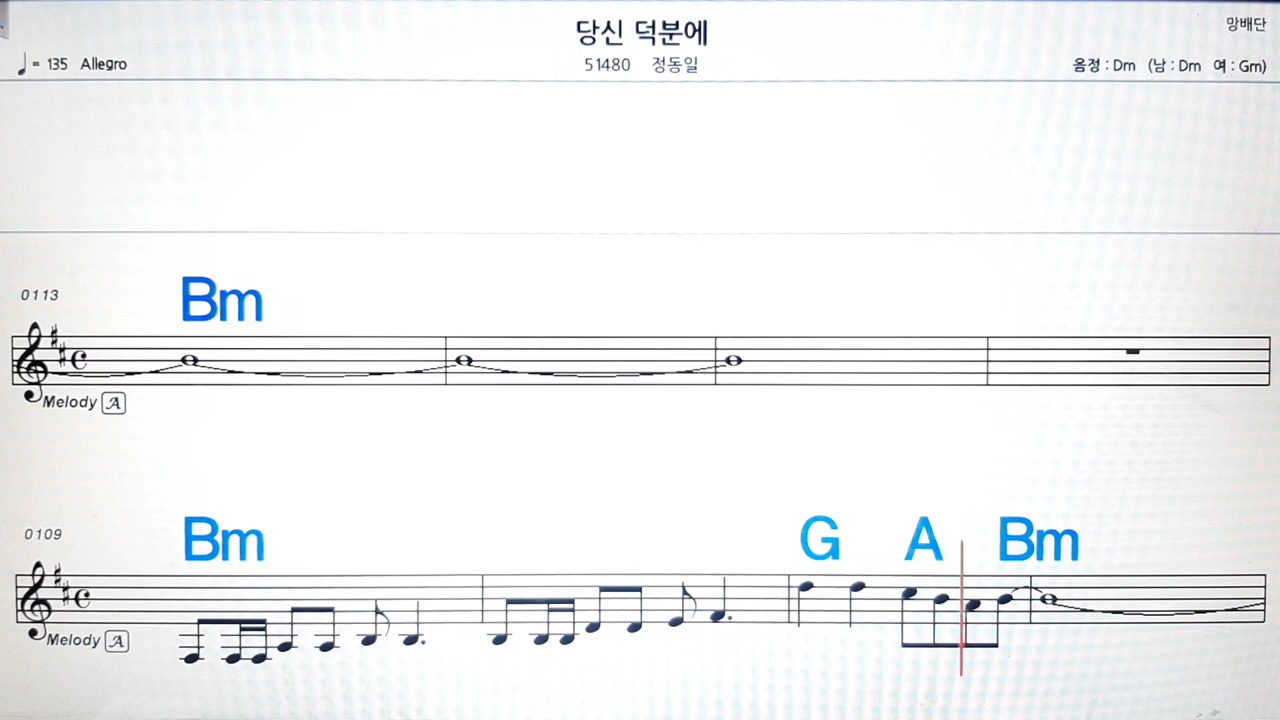 당신 덕분에
망배단
♩= 135 Allegro
51480 정동일
음정 : Dm (남 : Dm 여 : Gm)
0113
Bm
Melody A
0109
Bm G A Bm
Melody A